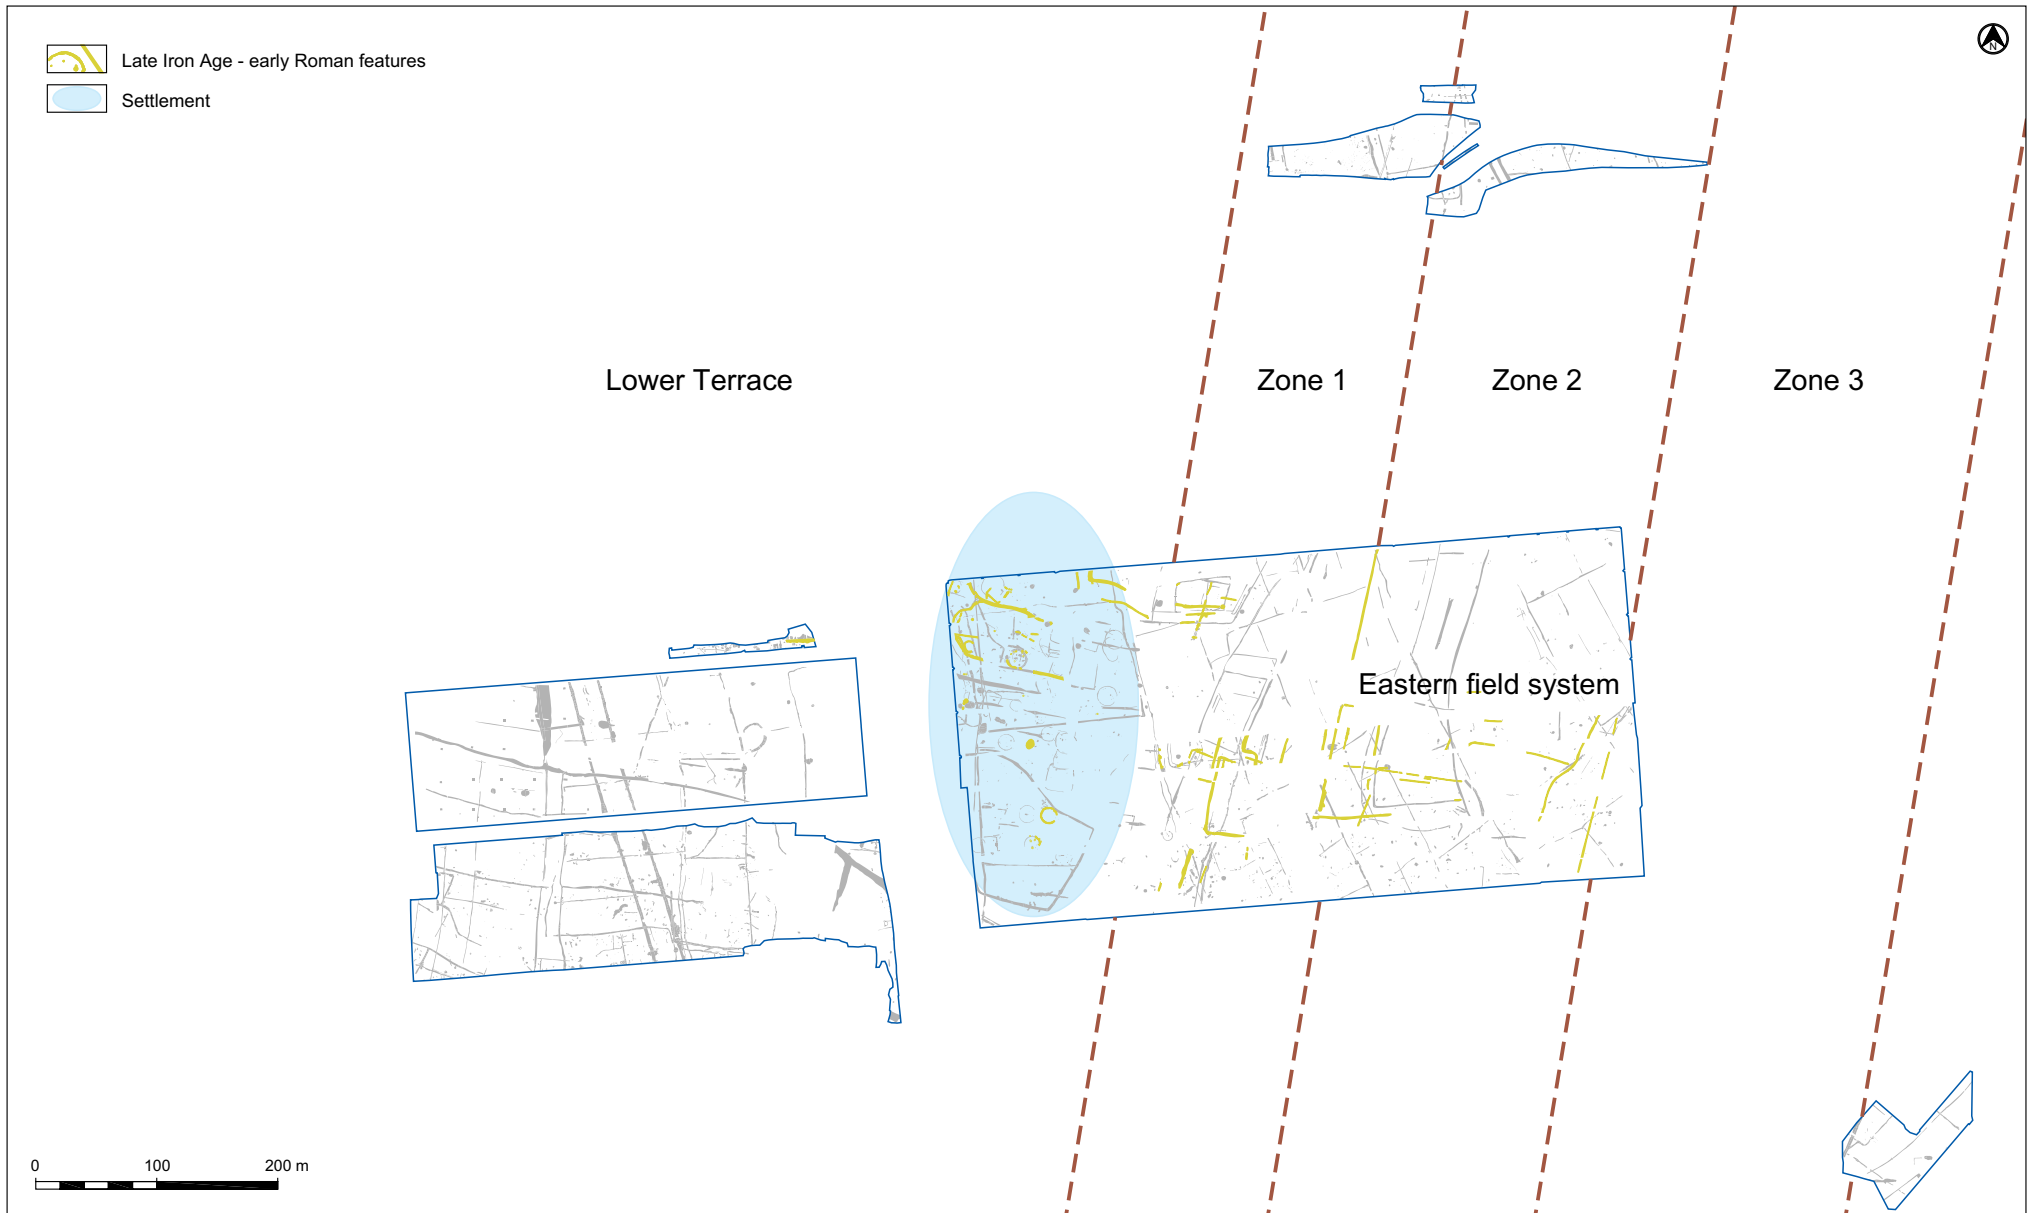 Late Iron Age - early Roman features
Settlement
N
Lower Terrace
Zone 1
Zone 2
Zone 3
Eastern field system
0
100
200 m